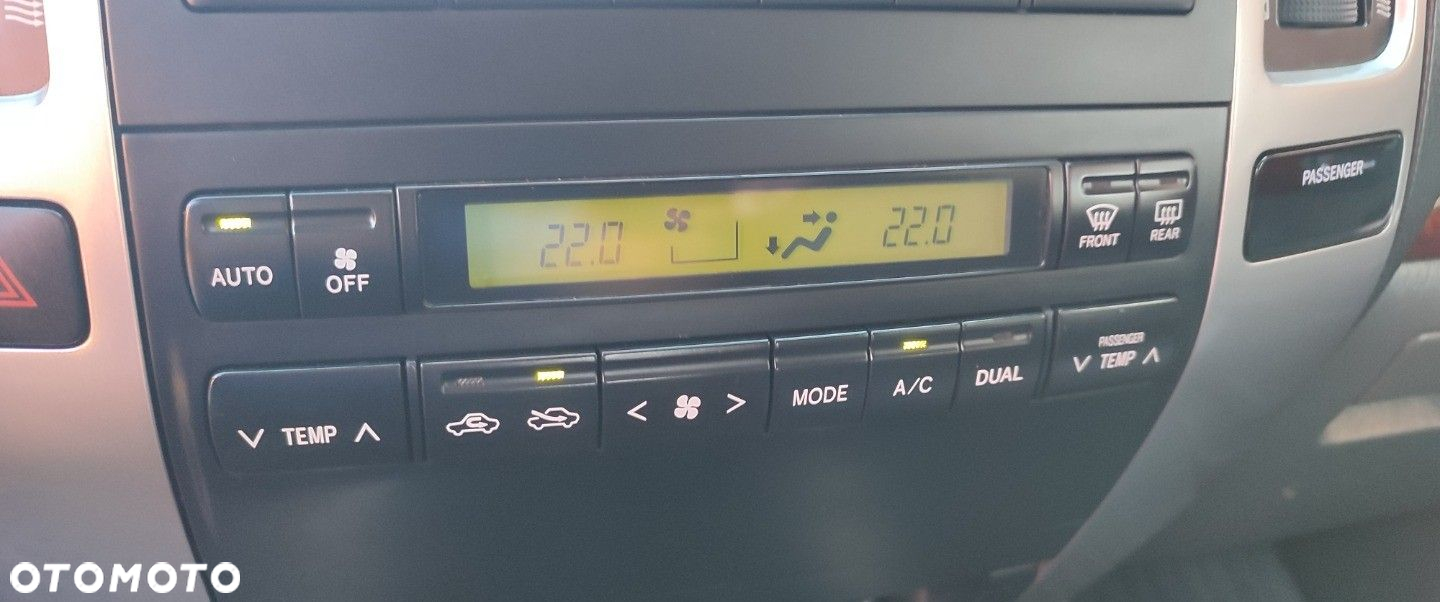 PASSENGER
22.0 22.0
AUTO
OFF
FRONT
REAR
TEMP
MODE
A/C
DUAL
PASSENGER
TEMP
OTOMOTO